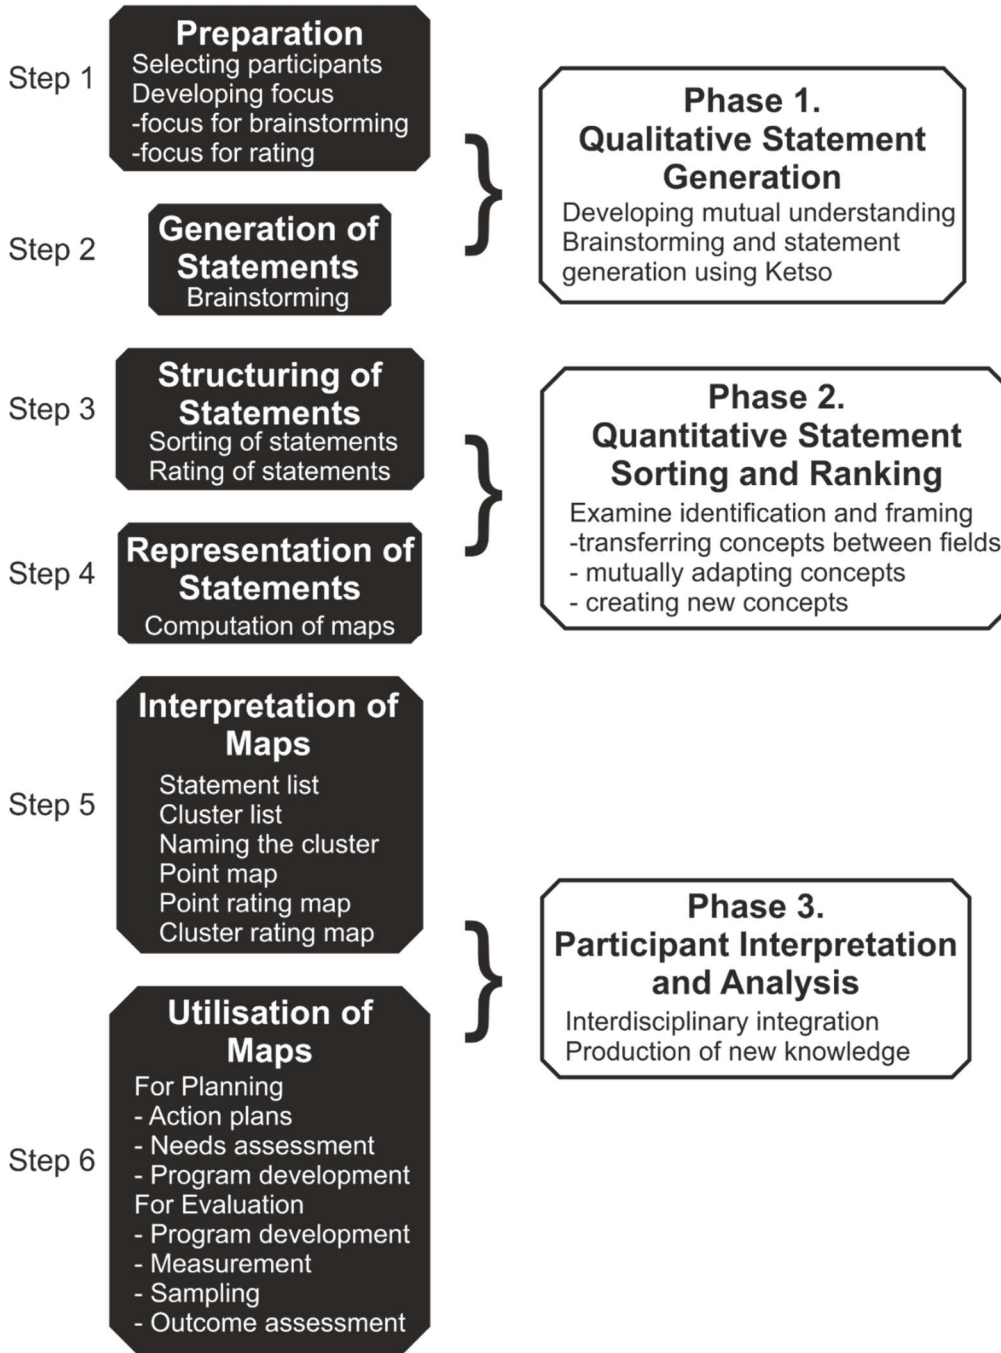 Step 1
Preparation
Selecting participants
Developing focus
-focus for brainstorming
-focus for rating
Step 2
Generation of
Statements
Brainstorming
}
Phase 1.
Qualitative Statement
Generation
Developing mutual understanding
Brainstorming and statement
generation using Ketso
Step 3
Structuring of
Statements
Sorting of statements
Rating of statements
Step 4
Representation of
Statements
Computation of maps
}
Phase 2.
Quantitative Statement
Sorting and Ranking
Examine identification and framing
-transferring concepts between fields
- mutually adapting concepts
- creating new concepts
Step 5
Interpretation of
Maps
Statement list
Cluster list
Naming the cluster
Point map
Point rating map
Cluster rating map
Step 6
Utilisation of
Maps
For Planning
- Action plans
- Needs assessment
- Program development
For Evaluation
- Program development
- Measurement
- Sampling
- Outcome assessment
}
Phase 3.
Participant Interpretation
and Analysis
Interdisciplinary integration
Production of new knowledge